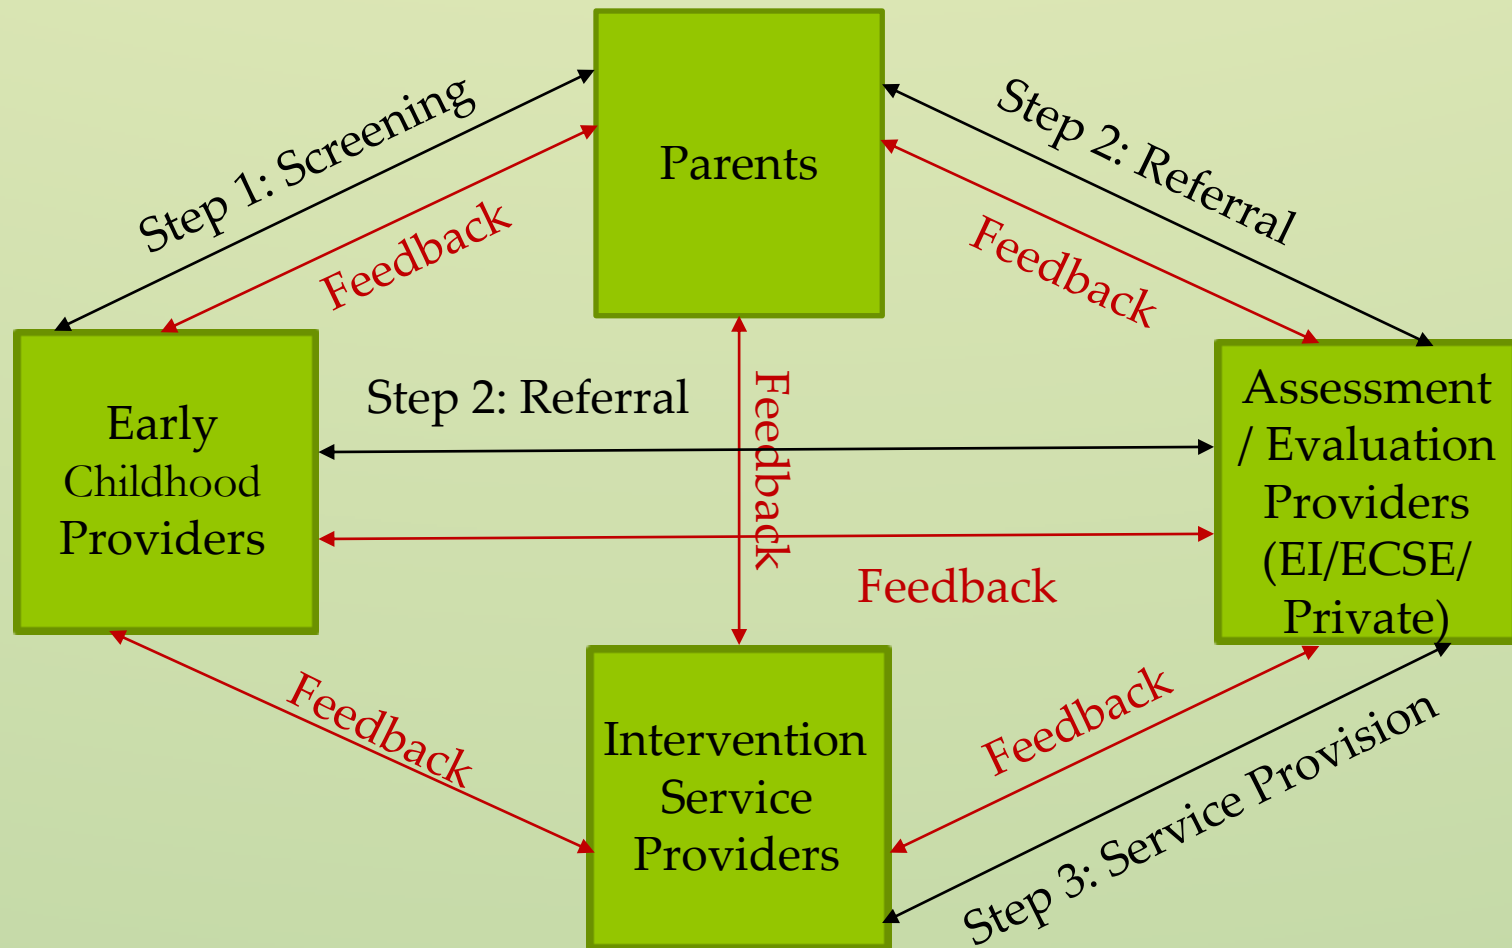 Step 1: Screening
Feedback
Parents
Step 2: Referral
Feedback
Early
Childhood
Providers
Step 2: Referral
Feedback
Feedback
Assessment
/ Evaluation
Providers
(EI/ECSE/
Private)
Feedback
Intervention
Service
Providers
Feedback
Step 3: Service Provision